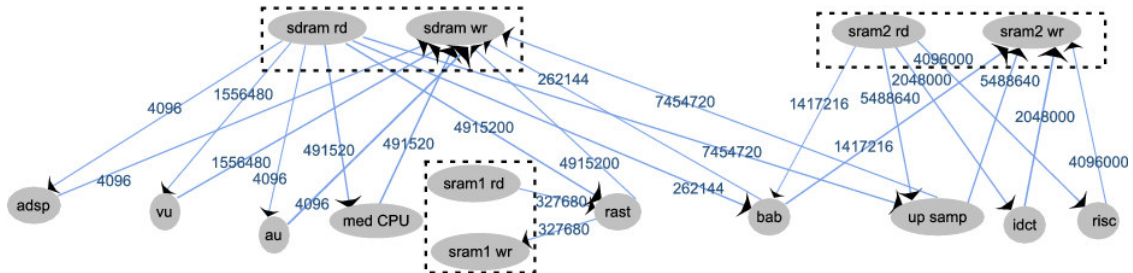 sdram rd
sdram wr
sram2 rd
sram2 wr
4096000
262144
2048000
5488640
7454720
1417216
5488640
4096
1556480
2048000
491520
491520
4915200
1417216
1556480
7454720
4096000
4096
4096
4915200
sram1 rd
262144
adsp
4096
327680
vu
med CPU
rast
bab
up samp
risc
au
327680
idct
sram1 wr